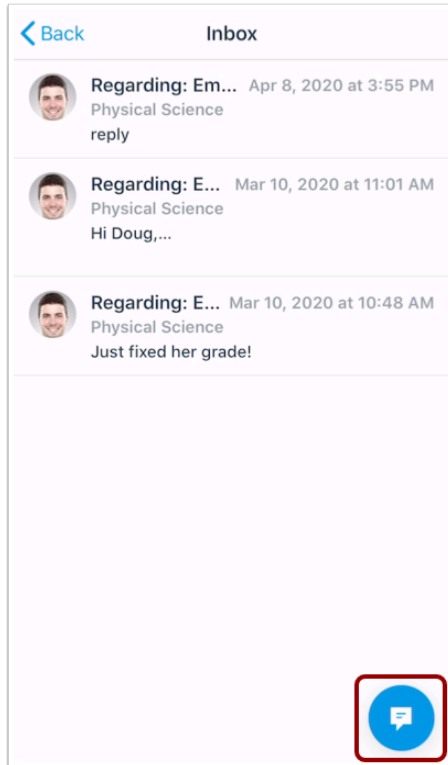 Back
Inbox
Regarding: Em... Apr 8, 2020 at 3:55 PM
Physical Science
reply
Regarding: E... Mar 10, 2020 at 11:01 AM
Physical Science
Hi Doug,...
Regarding: E... Mar 10, 2020 at 10:48 AM
Physical Science
Just fixed her grade!